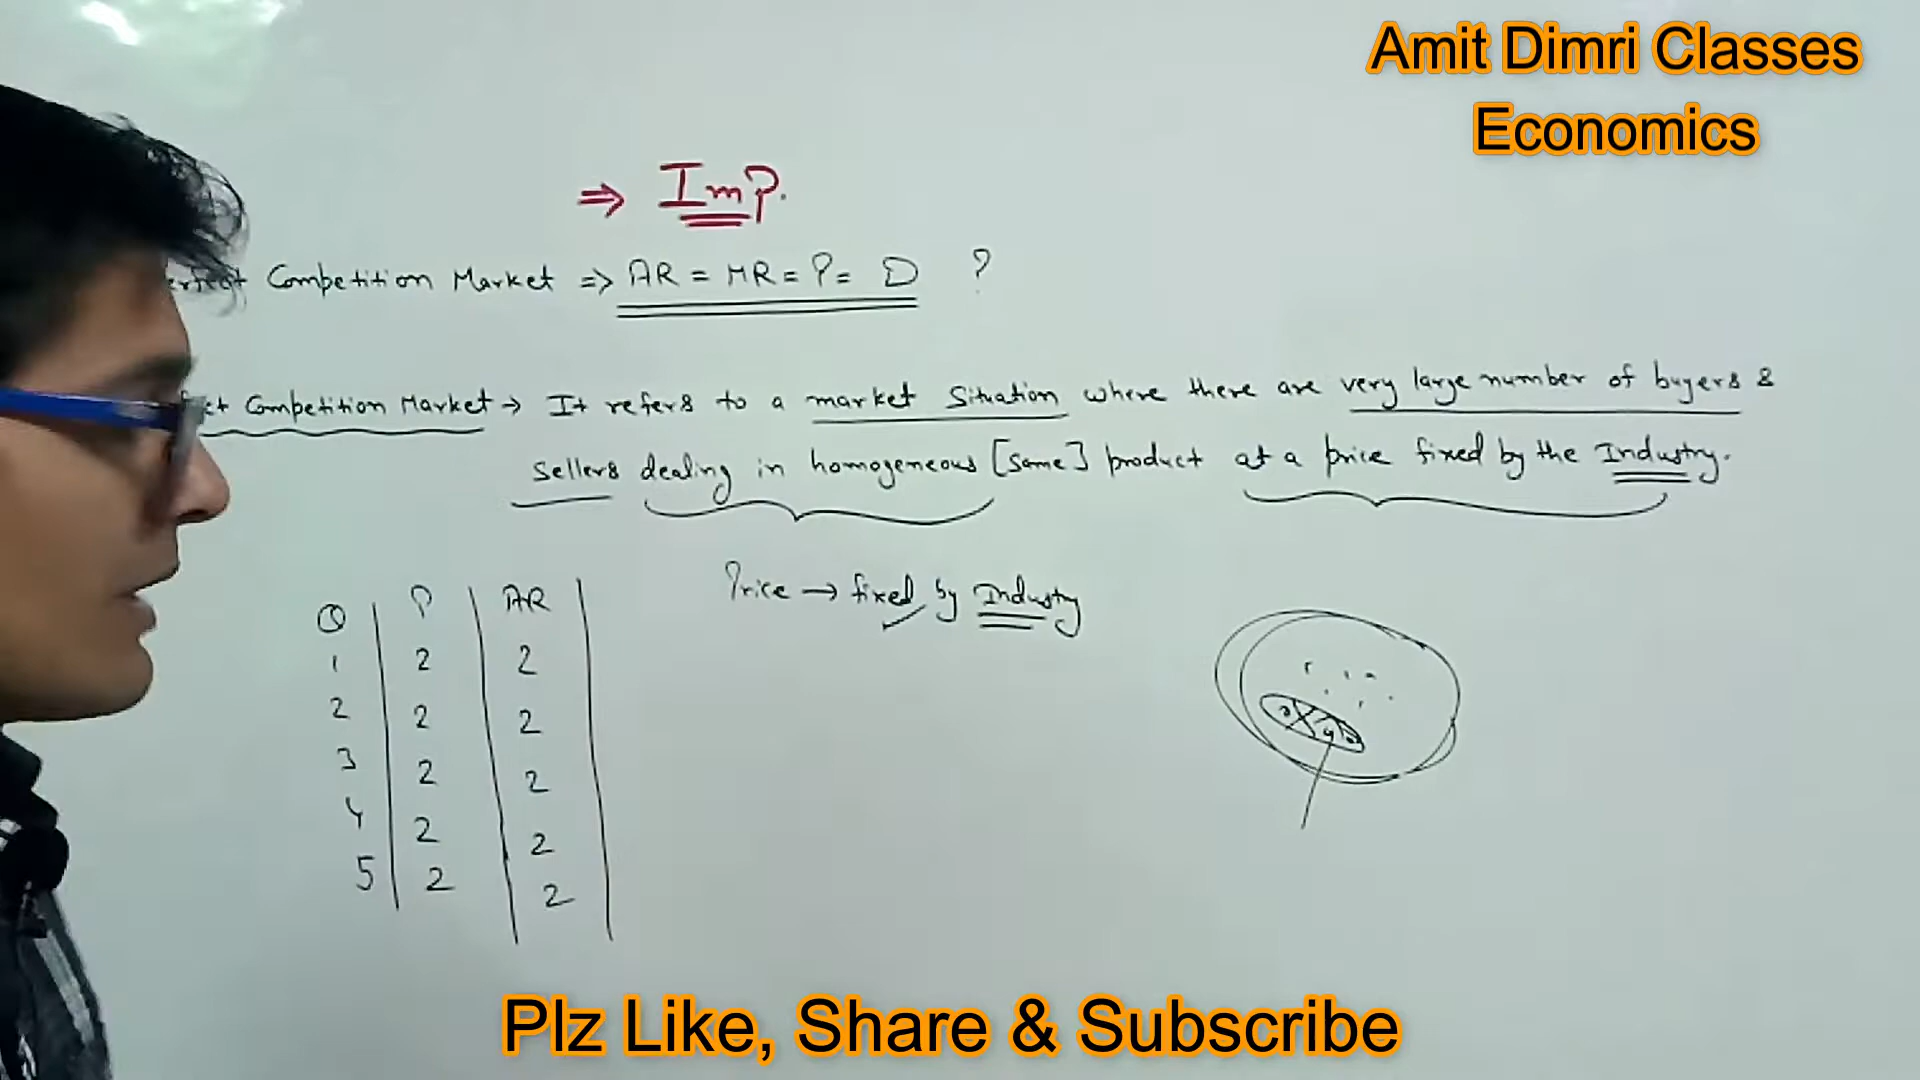 Amit Dimri Classes
Economics
⇒ Imp.
Competition Market => AR = MR = P = D ?
Competition Market → It refers to a market situation where there are very large number of buyers &
sellers dealing in homogeneous [same] product at a price fixed by the Industry.
Price → fixed by Industry
Q P AR
1 2 2
2 2 2
3 2 2
4 2 2
5 2 2
Plz Like, Share & Subscribe